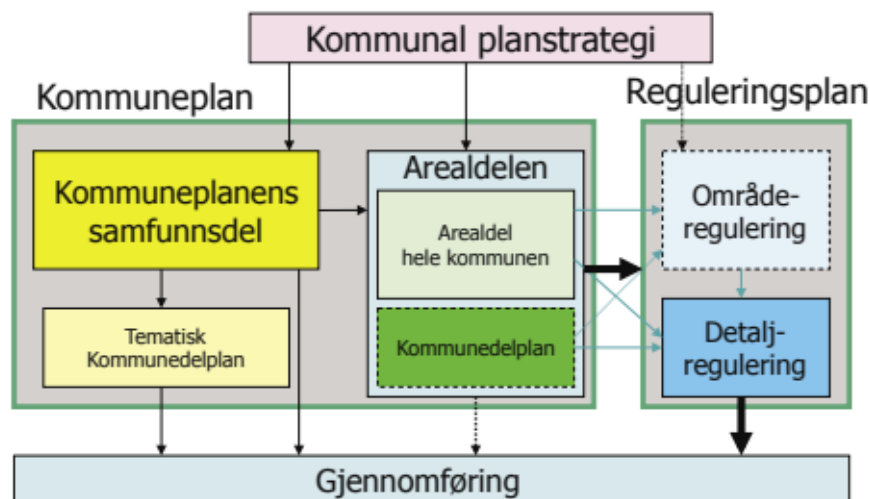 Kommunal planstrategi
Kommuneplan
Reguleringsplan
Kommuneplanens
samfunnsdel
Arealdelen
Arealdel
hele kommunen
Område-
regulering
Tematisk
Kommunedelplan
Kommunedelplan
Detalj-
regulering
Gjennomføring